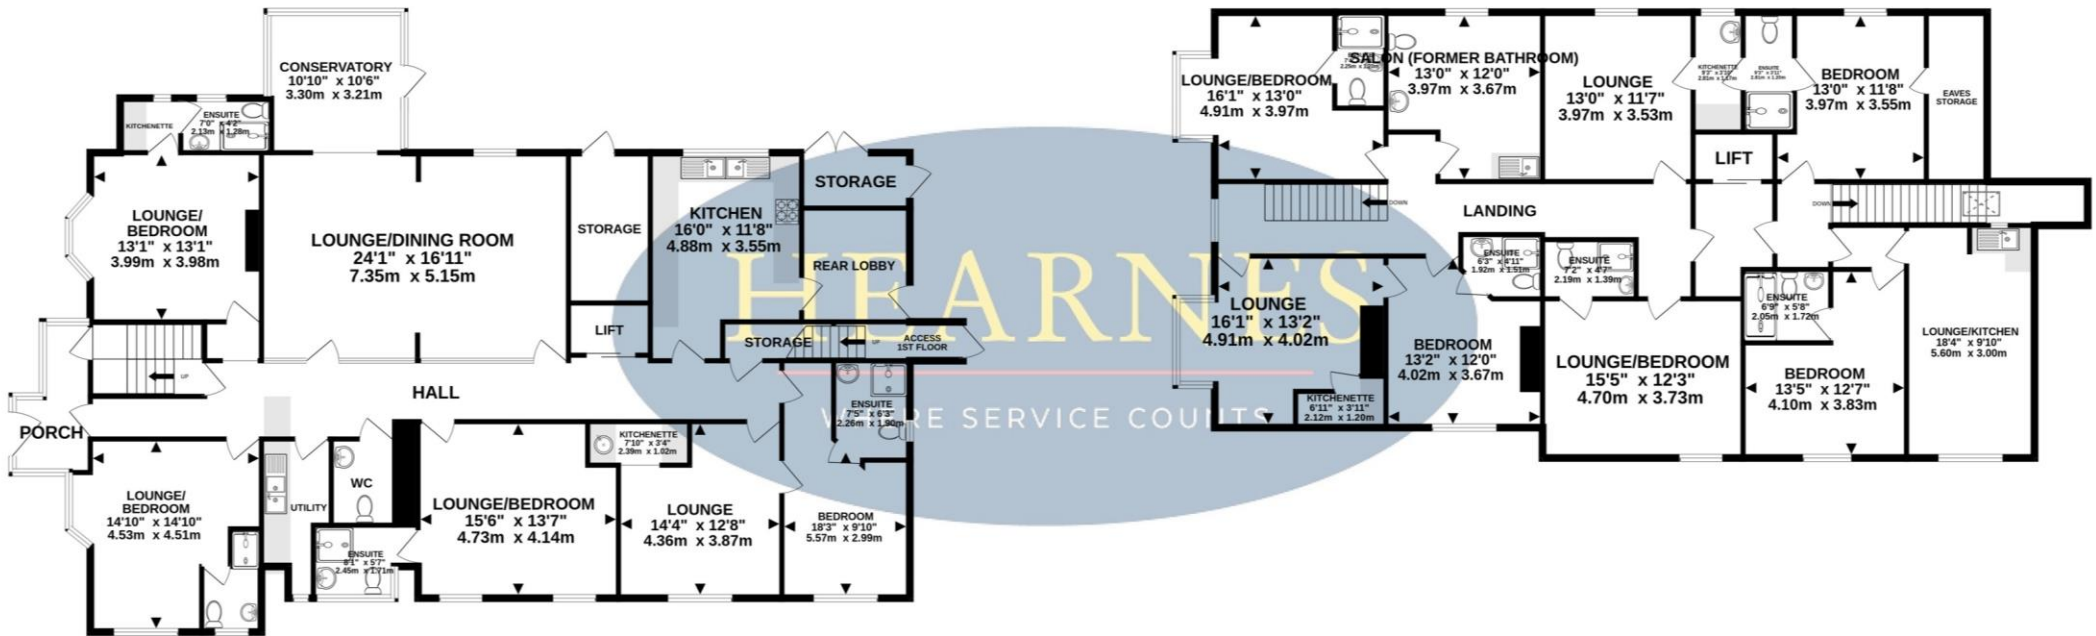 CONSERVATORY
10'10" x 10'6"
3.30m x 3.21m
KITCHENETTE
ENSUITE
7'0" x 4'2"
2.13m x 1.28m
LOUNGE/
BEDROOM
13'1" x 13'1"
3.99m x 3.98m
LOUNGE/DINING ROOM
24'1" x 16'11"
7.35m x 5.15m
STORAGE
KITCHEN
16'0" x 11'8"
4.88m x 3.55m
STORAGE
REAR LOBBY
LIFT
STORAGE
UP
ACCESS
1ST FLOOR
UP
HALL
PORCH
LOUNGE/
BEDROOM
14'10" x 14'10"
4.53m x 4.51m
UTILITY
WC
ENSUITE
8'1" x 5'7"
2.45m x 1.71m
LOUNGE/BEDROOM
15'6" x 13'7"
4.73m x 4.14m
KITCHENETTE
7'10" x 3'4"
2.39m x 1.02m
LOUNGE
14'4" x 12'8"
4.36m x 3.87m
ENSUITE
7'5" x 6'3"
2.26m x 1.90m
BEDROOM
18'3" x 9'10"
5.57m x 2.99m
HEARNES
WHERE SERVICE COUNTS
LOUNGE/BEDROOM
16'1" x 13'0"
4.91m x 3.97m
SALON (FORMER BATHROOM)
13'0" x 12'0"
3.97m x 3.67m
LOUNGE
13'0" x 11'7"
3.97m x 3.53m
KITCHENETTE
ENSUITE
BEDROOM
13'0" x 11'8"
3.97m x 3.55m
EAVES
STORAGE
LIFT
DOWN
LANDING
DOWN
LOUNGE
16'1" x 13'2"
4.91m x 4.02m
KITCHENETTE
6'11" x 3'11"
2.12m x 1.20m
BEDROOM
13'2" x 12'0"
4.02m x 3.67m
ENSUITE
6'3" x 4'11"
1.92m x 1.51m
ENSUITE
7'2" x 4'7"
2.19m x 1.39m
LOUNGE/BEDROOM
15'5" x 12'3"
4.70m x 3.73m
ENSUITE
6'9" x 5'8"
2.05m x 1.72m
BEDROOM
13'5" x 12'7"
4.10m x 3.83m
LOUNGE/KITCHEN
18'4" x 9'10"
5.60m x 3.00m